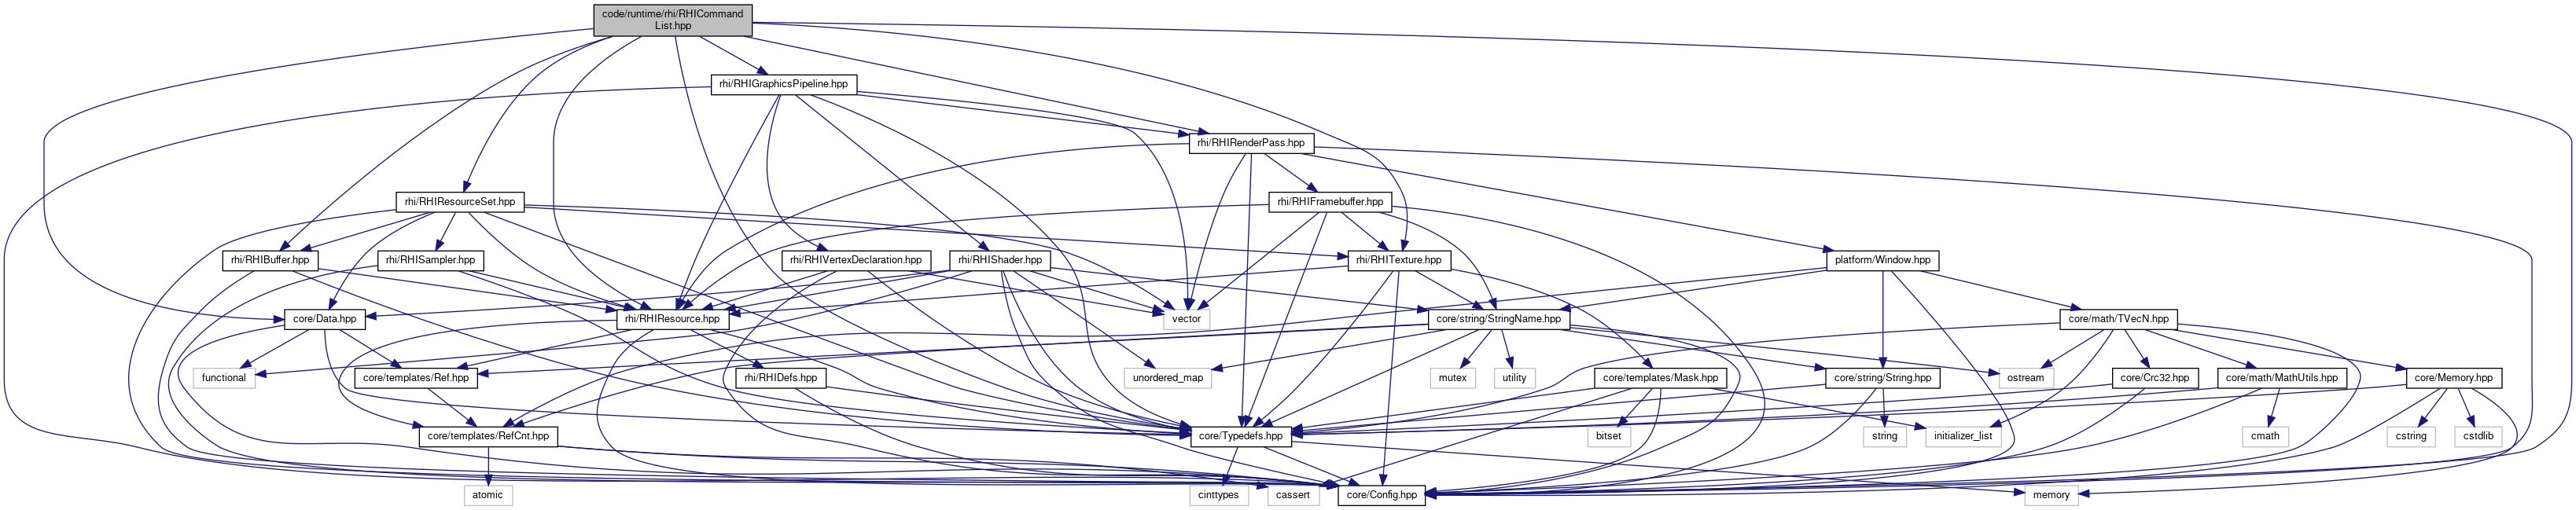 code/runtime/rhi/RHICommand
List.hpp
rhi/RHIGraphicsPipeline.hpp
rhi/RHIRenderPass.hpp
rhi/RHIResourceSet.hpp
rhi/RHIFramebuffer.hpp
rhi/RHIBuffer.hpp
rhi/RHISampler.hpp
rhi/RHIVertexDeclaration.hpp
rhi/RHIShader.hpp
rhi/RHITexture.hpp
platform/Window.hpp
core/Data.hpp
rhi/RHIResource.hpp
vector
core/string/StringName.hpp
core/math/TVecN.hpp
functional
core/templates/Ref.hpp
rhi/RHIDefs.hpp
unordered_map
mutex
utility
core/templates/Mask.hpp
core/string/String.hpp
ostream
core/Crc32.hpp
core/math/MathUtils.hpp
core/Memory.hpp
core/templates/RefCnt.hpp
core/Typedefs.hpp
bitset
string
initializer_list
cmath
cstring
cstdlib
atomic
cinttypes
cassert
core/Config.hpp
memory